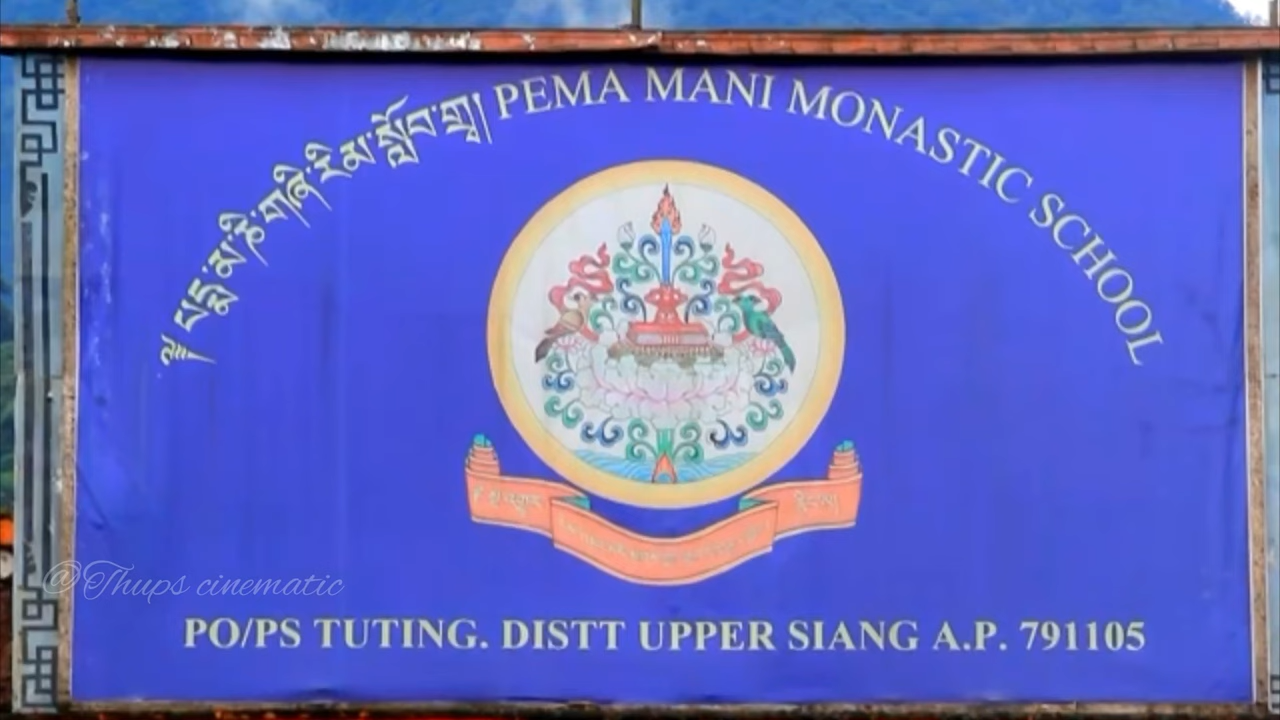 ༄༅ པདྨ་མ་ཎི་གཞི་རིམ་སློབ་གྲྭ། PEMA MANI MONASTIC SCHOOL
@Thups cinematic
PO/PS TUTING. DISTT UPPER SIANG A.P. 791105